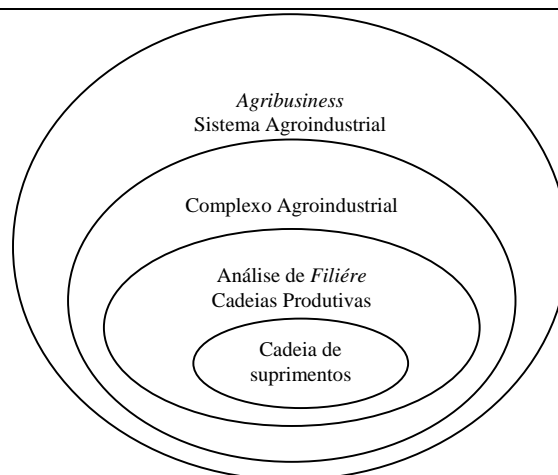 Agribusiness
Sistema Agroindustrial
Complexo Agroindustrial
Análise de Filiére
Cadeias Produtivas
Cadeia de
suprimentos